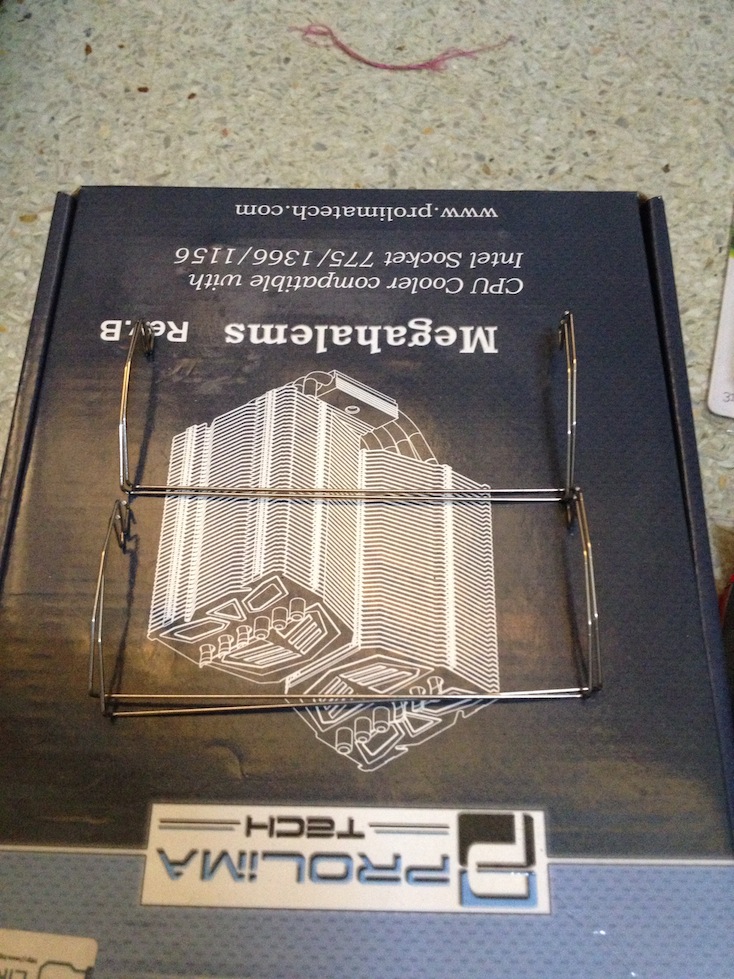 PROLiMA
TECH
Megahalems Rev.B
CPU Cooler compatible with
Intel Socket 775/1366/1156
www.prolimatech.com